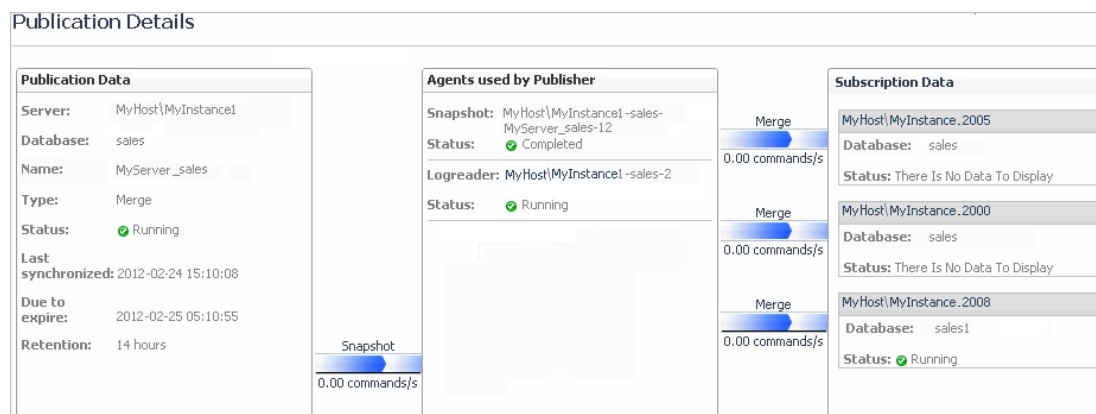 Publication Details
Publication Data
Server: MyHost\MyInstance1
Database: sales
Name: MyServer_sales
Type: Merge
Status: Running
Last
synchronized: 2012-02-24 15:10:08
Due to
expire: 2012-02-25 05:10:55
Retention: 14 hours
Snapshot
0.00 commands/s
Agents used by Publisher
Snapshot: MyHost\MyInstance1-sales-
MyServer_sales-12
Status: Completed
Logreader: MyHost\MyInstance1-sales-2
Status: Running
Merge
0.00 commands/s
Merge
0.00 commands/s
Merge
0.00 commands/s
Subscription Data
MyHost\MyInstance.2005
Database: sales
Status: There Is No Data To Display
MyHost\MyInstance.2000
Database: sales
Status: There Is No Data To Display
MyHost\MyInstance.2008
Database: sales1
Status: Running